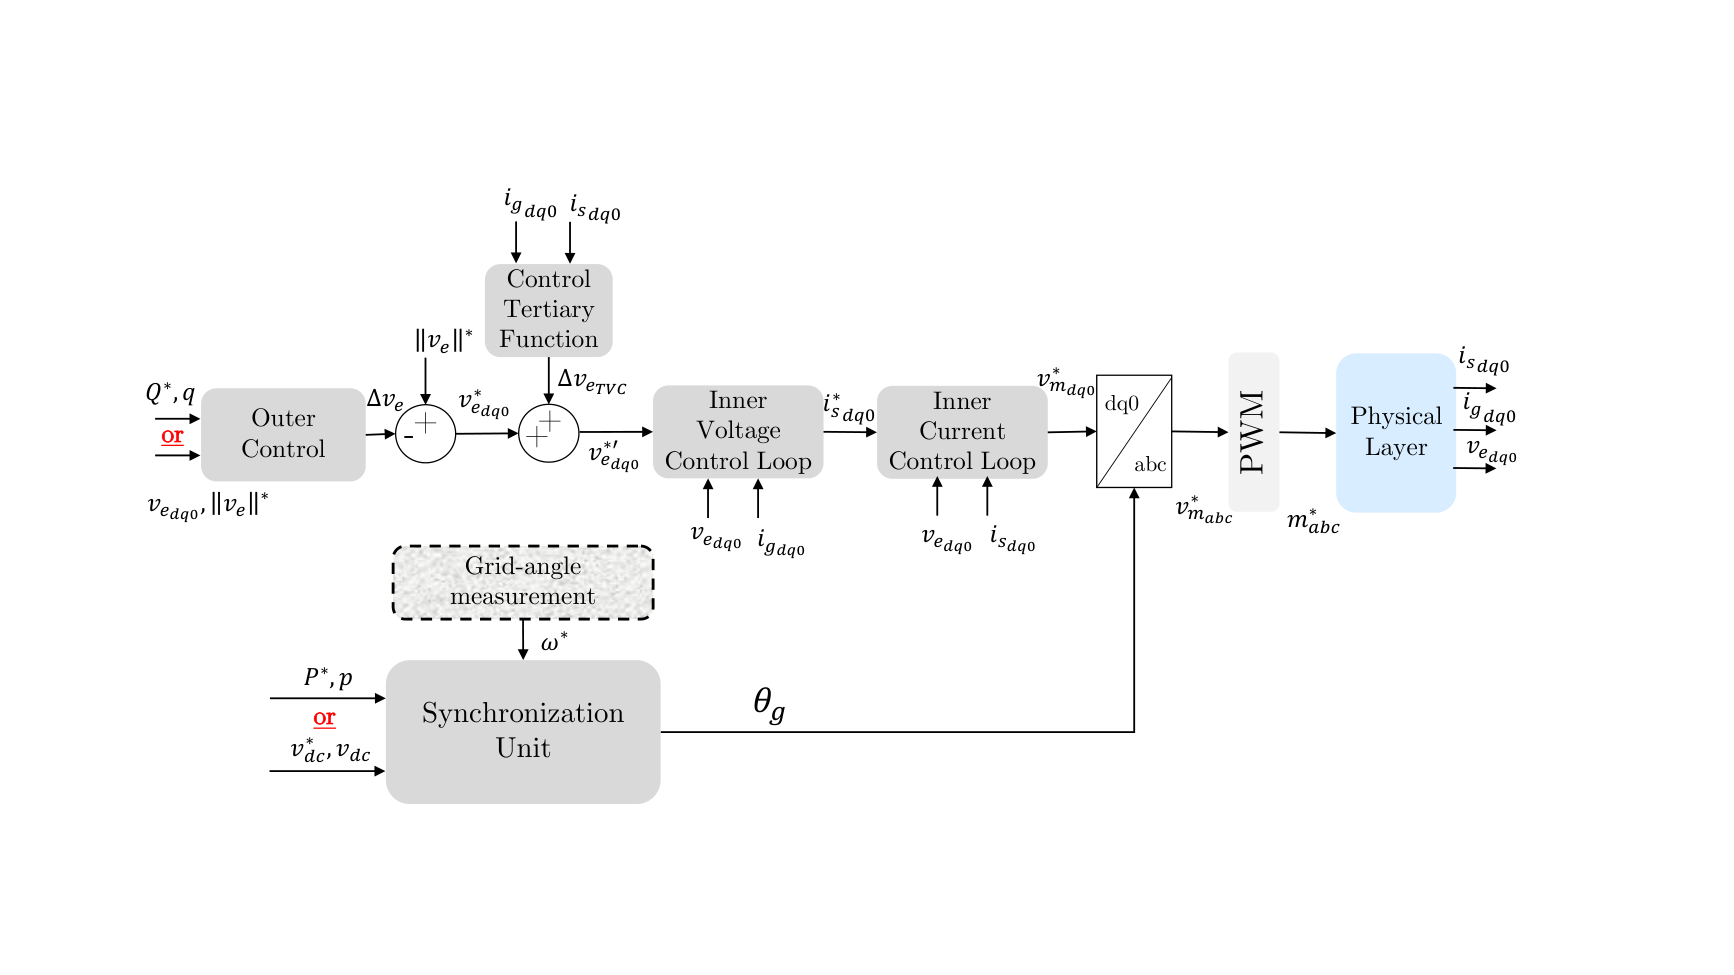 i_{g_{dq0}} i_{s_{dq0}}
Control
Tertiary
Function
‖v_e‖^*
Δv_{e_{TVC}}
Q^*, q
or
v_{e_{dq0}}, ‖v_e‖^*
Outer
Control
Δv_e
- +
v^*_{e_{dq0}}
+ +
v^{*′}_{e_{dq0}}
Inner
Voltage
Control Loop
v_{e_{dq0}} i_{g_{dq0}}
i^*_{s_{dq0}}
Inner
Current
Control Loop
v_{e_{dq0}} i_{s_{dq0}}
v^*_{m_{dq0}}
dq0
abc
v^*_{m_{abc}}
PWM
m^*_{abc}
Physical
Layer
i_{s_{dq0}}
i_{g_{dq0}}
v_{e_{dq0}}
Grid-angle
measurement
ω^*
P^*, p
or
v^*_{dc}, v_{dc}
Synchronization
Unit
θ_g